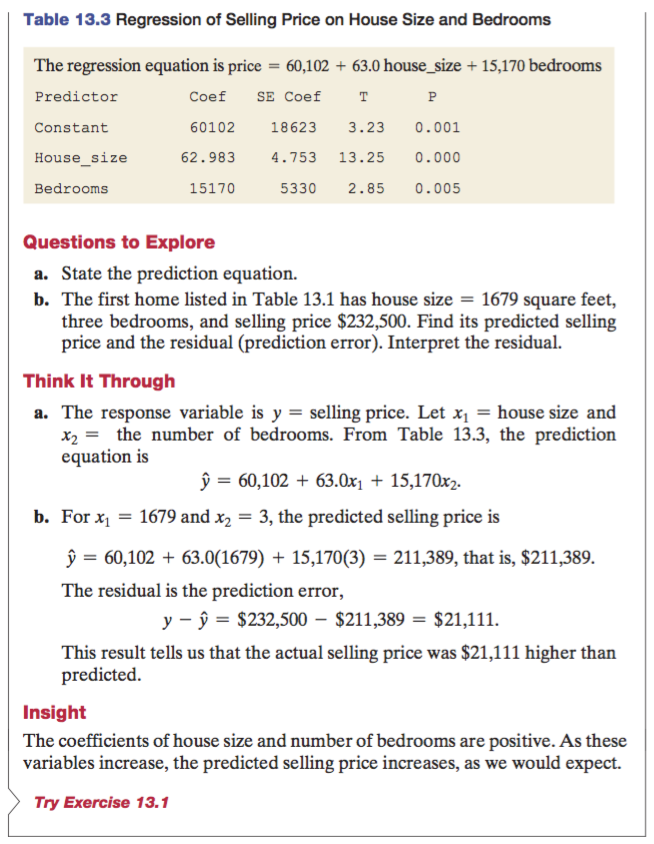 Table 13.3 Regression of Selling Price on House Size and Bedrooms
The regression equation is price = 60,102 + 63.0 house_size + 15,170 bedrooms
Predictor Coef SE Coef T P
Constant 60102 18623 3.23 0.001
House_size 62.983 4.753 13.25 0.000
Bedrooms 15170 5330 2.85 0.005
Questions to Explore
a. State the prediction equation.
b. The first home listed in Table 13.1 has house size = 1679 square feet,
three bedrooms, and selling price $232,500. Find its predicted selling
price and the residual (prediction error). Interpret the residual.
Think It Through
a. The response variable is y = selling price. Let x₁ = house size and
x₂ = the number of bedrooms. From Table 13.3, the prediction
equation is
ŷ = 60,102 + 63.0x₁ + 15,170x₂.
b. For x₁ = 1679 and x₂ = 3, the predicted selling price is
ŷ = 60,102 + 63.0(1679) + 15,170(3) = 211,389, that is, $211,389.
The residual is the prediction error,
y − ŷ = $232,500 − $211,389 = $21,111.
This result tells us that the actual selling price was $21,111 higher than
predicted.
Insight
The coefficients of house size and number of bedrooms are positive. As these
variables increase, the predicted selling price increases, as we would expect.
Try Exercise 13.1